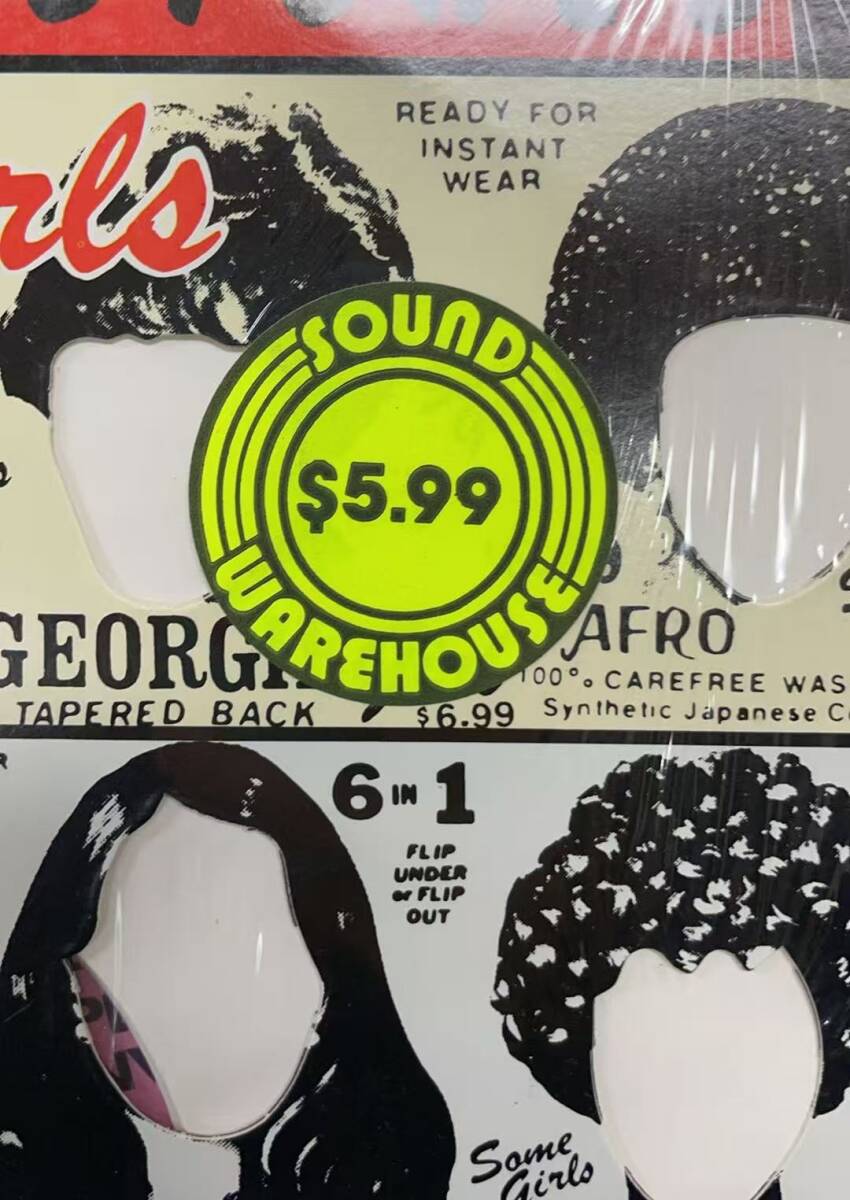 rls
READY FOR
INSTANT
WEAR
SOUND
$5.99
WAREHOUSE
GEORGI
TAPERED BACK
$6.99
AFRO
100% CAREFREE WAS
Synthetic Japanese C
6 IN 1
FLIP
UNDER
or FLIP
OUT
Some
Girls